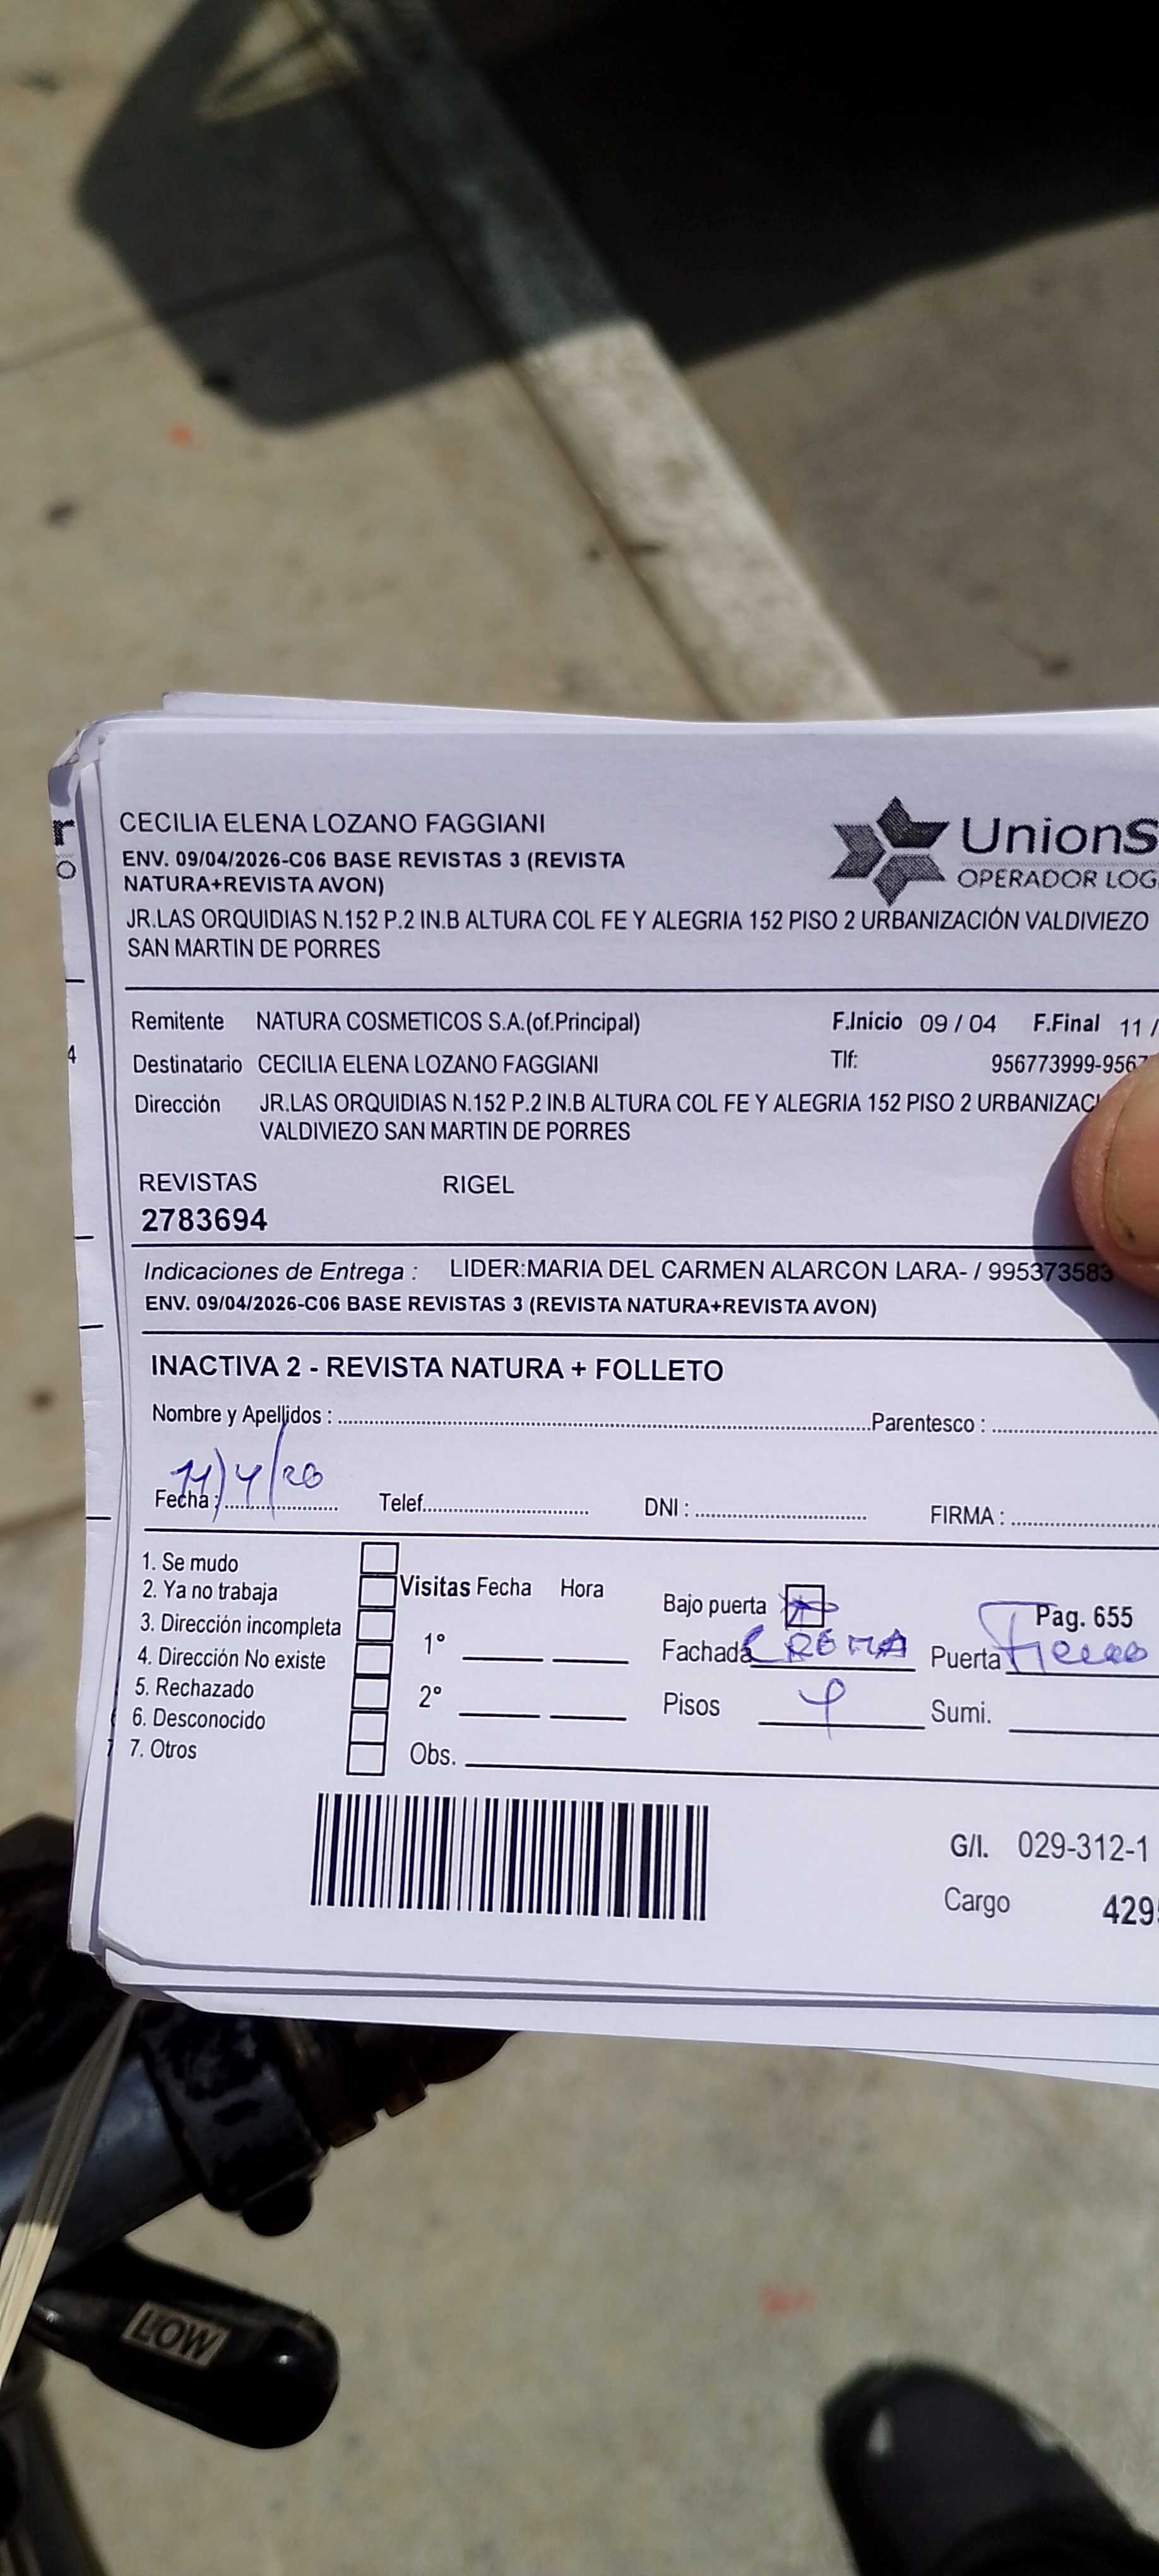 CECILIA ELENA LOZANO FAGGIANI
ENV. 09/04/2026-C06 BASE REVISTAS 3 (REVISTA
NATURA+REVISTA AVON)
UnionS
OPERADOR LOG
JR.LAS ORQUIDIAS N.152 P.2 IN.B ALTURA COL FE Y ALEGRIA 152 PISO 2 URBANIZACIÓN VALDIVIEZO
SAN MARTIN DE PORRES
Remitente NATURA COSMETICOS S.A.(of.Principal) F.Inicio 09 / 04 F.Final 11 /
Destinatario CECILIA ELENA LOZANO FAGGIANI Tlf: 956773999-956
Dirección JR.LAS ORQUIDIAS N.152 P.2 IN.B ALTURA COL FE Y ALEGRIA 152 PISO 2 URBANIZAC
VALDIVIEZO SAN MARTIN DE PORRES
REVISTAS RIGEL
2783694
Indicaciones de Entrega : LIDER:MARIA DEL CARMEN ALARCON LARA- / 995373583
ENV. 09/04/2026-C06 BASE REVISTAS 3 (REVISTA NATURA+REVISTA AVON)
INACTIVA 2 - REVISTA NATURA + FOLLETO
Nombre y Apellidos : Parentesco :
Fecha : 11/4/26 Telef. DNI : FIRMA :
1. Se mudo
2. Ya no trabaja
3. Dirección incompleta
4. Dirección No existe
5. Rechazado
6. Desconocido
7. Otros
Visitas Fecha Hora
1°
2°
Obs.
Bajo puerta Pag. 655
Fachada CREMA Puerta Fierro
Pisos 4 Sumi.
G/I. 029-312-1
Cargo 429
LOW